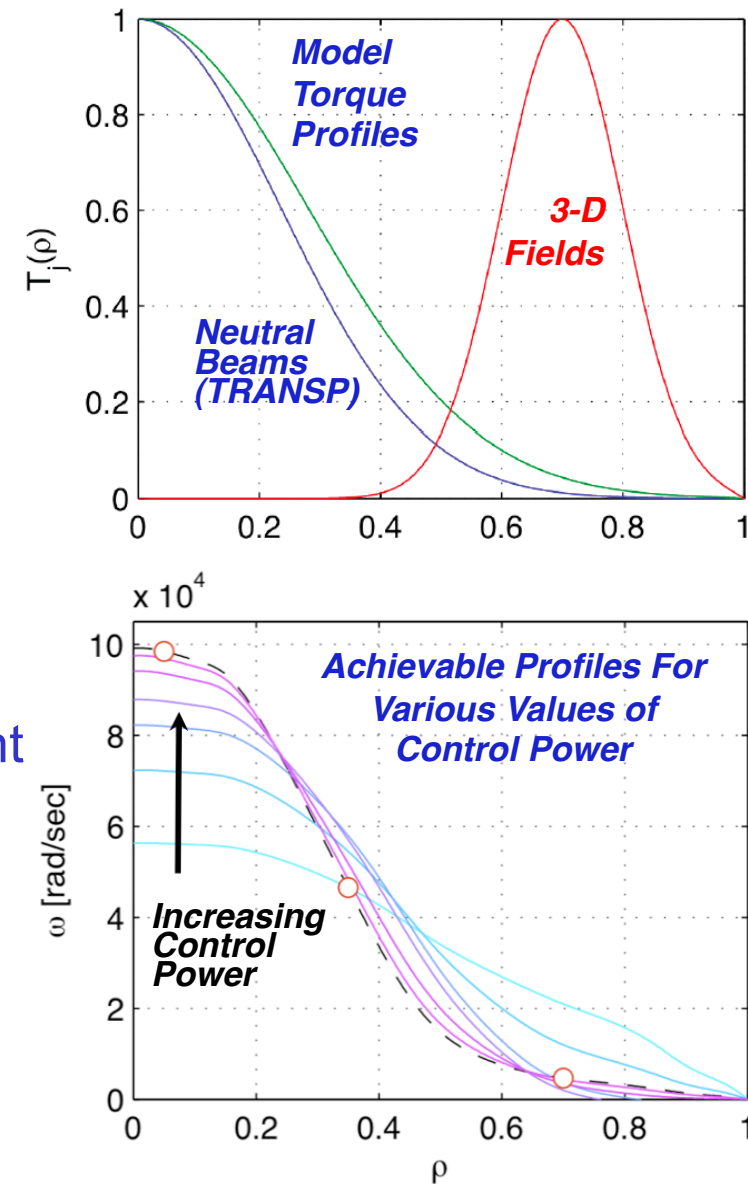 1
0.8
0.6
0.4
0.2
0
T_j(ρ)
Model
Torque
Profiles
3-D
Fields
Neutral
Beams
(TRANSP)
0 0.2 0.4 0.6 0.8 1
x 10^4
10
8
6
4
2
0
ω [rad/sec]
nt
Achievable Profiles For
Various Values of
Control Power
Increasing
Control
Power
0 0.2 0.4 0.6 0.8 1
ρ